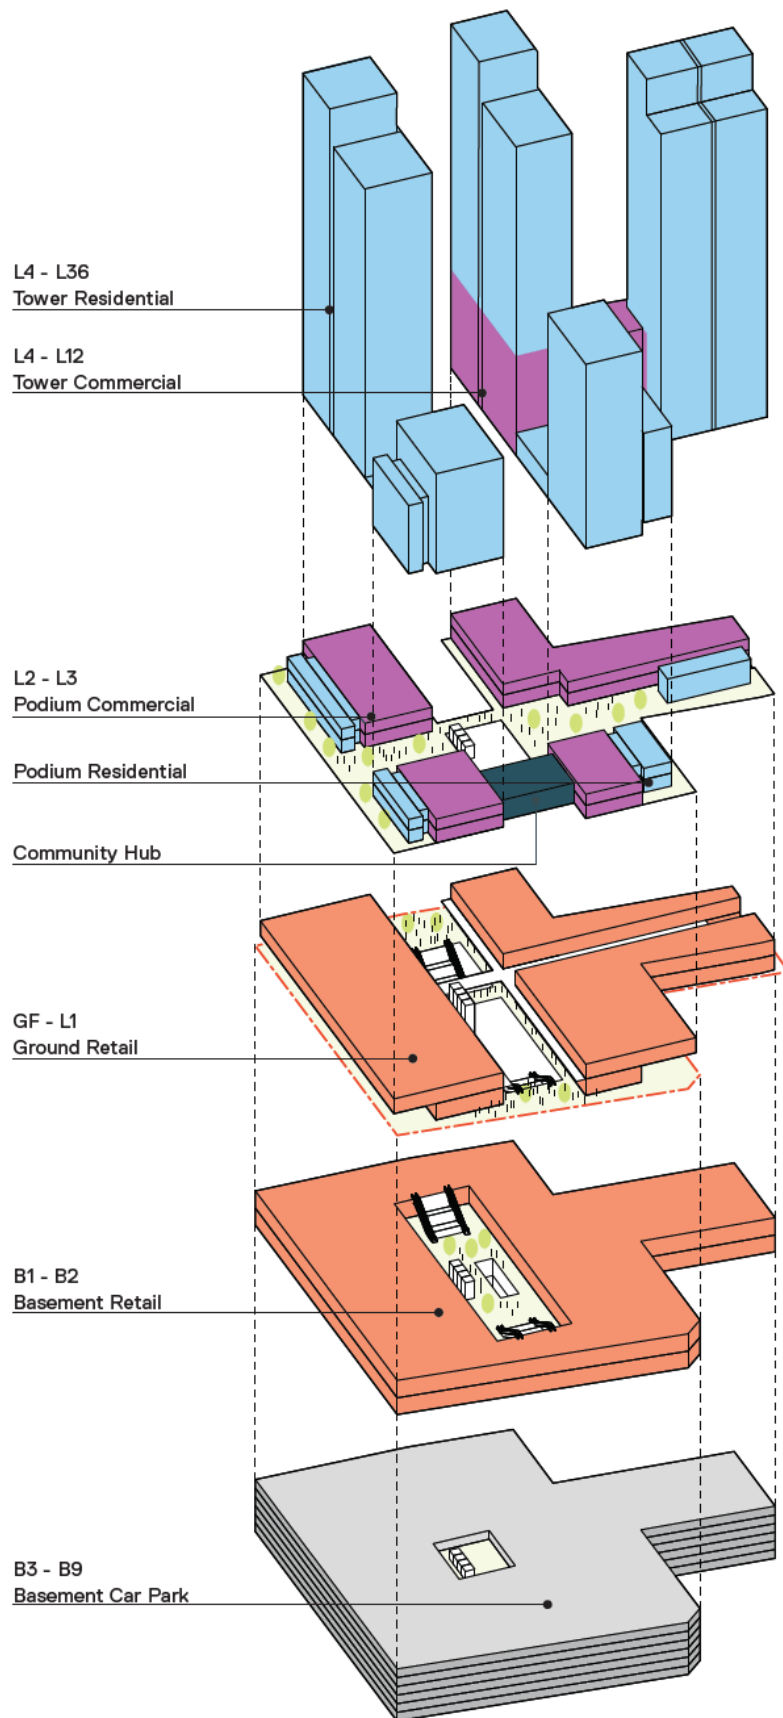 L4 - L36
Tower Residential
L4 - L12
Tower Commercial
L2 - L3
Podium Commercial
Podium Residential
Community Hub
GF - L1
Ground Retail
B1 - B2
Basement Retail
B3 - B9
Basement Car Park